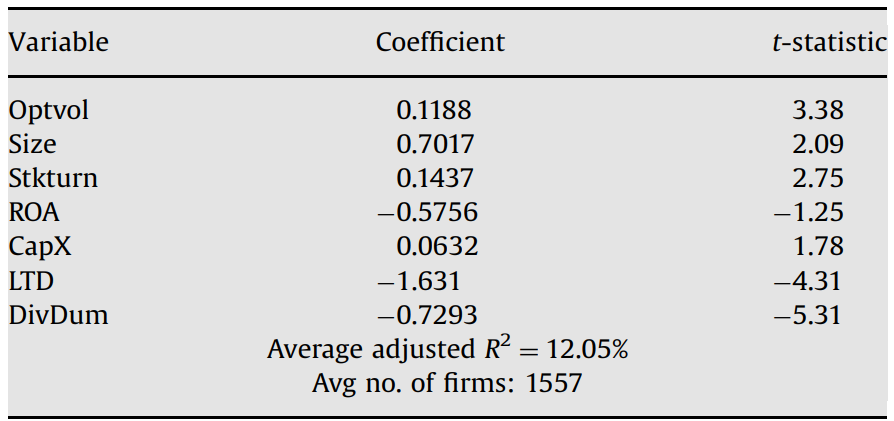 Variable Coefficient t-statistic
Optvol 0.1188 3.38
Size 0.7017 2.09
Stkturn 0.1437 2.75
ROA −0.5756 −1.25
CapX 0.0632 1.78
LTD −1.631 −4.31
DivDum −0.7293 −5.31
Average adjusted R² = 12.05%
Avg no. of firms: 1557